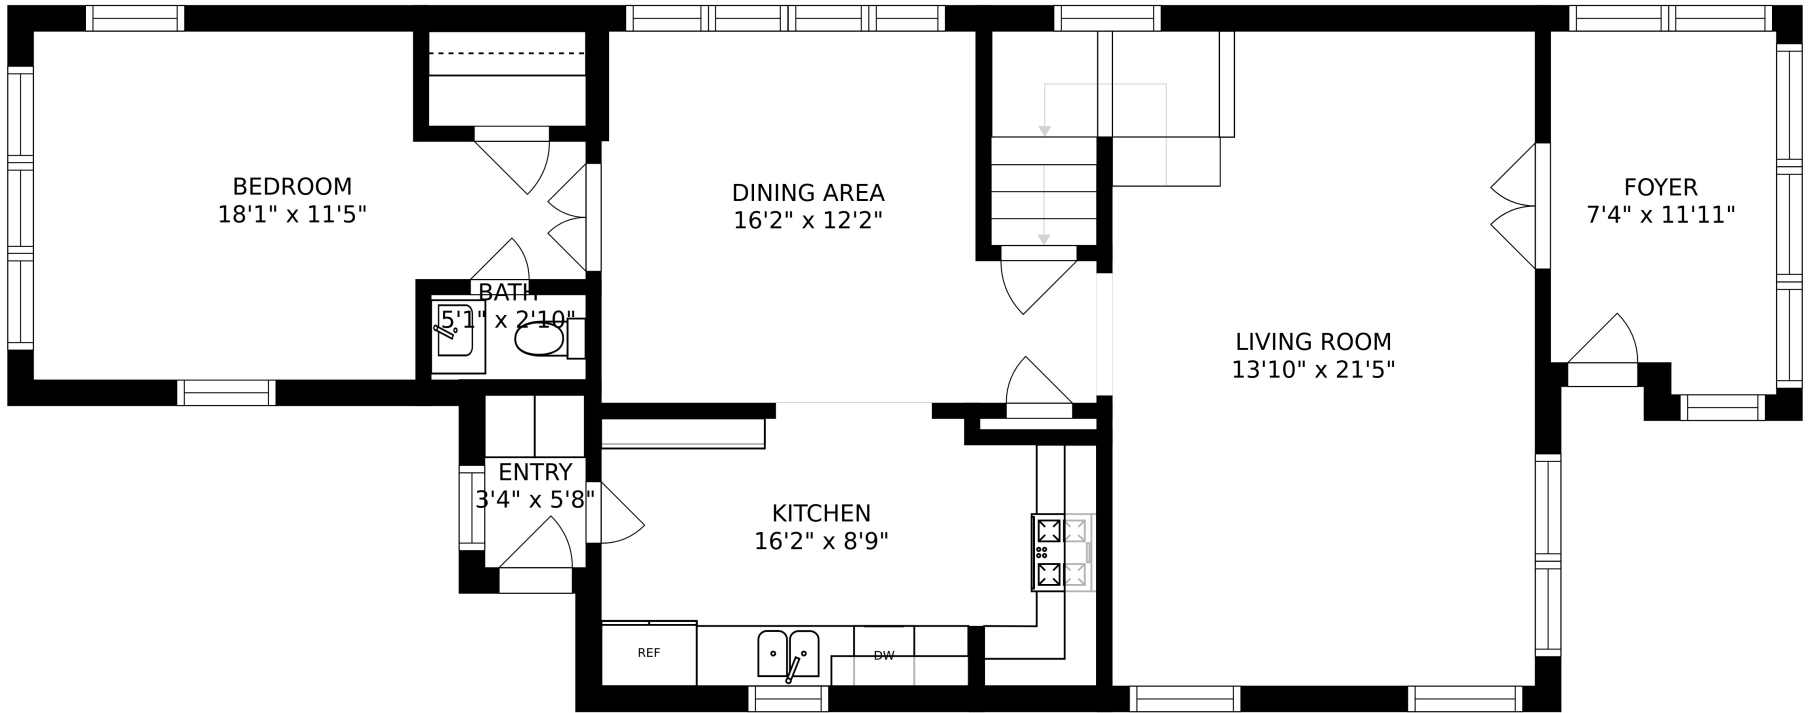 BEDROOM
18'1" x 11'5"
DINING AREA
16'2" x 12'2"
FOYER
7'4" x 11'11"
BATH
5'1" x 2'10"
LIVING ROOM
13'10" x 21'5"
ENTRY
3'4" x 5'8"
KITCHEN
16'2" x 8'9"
REF
DW